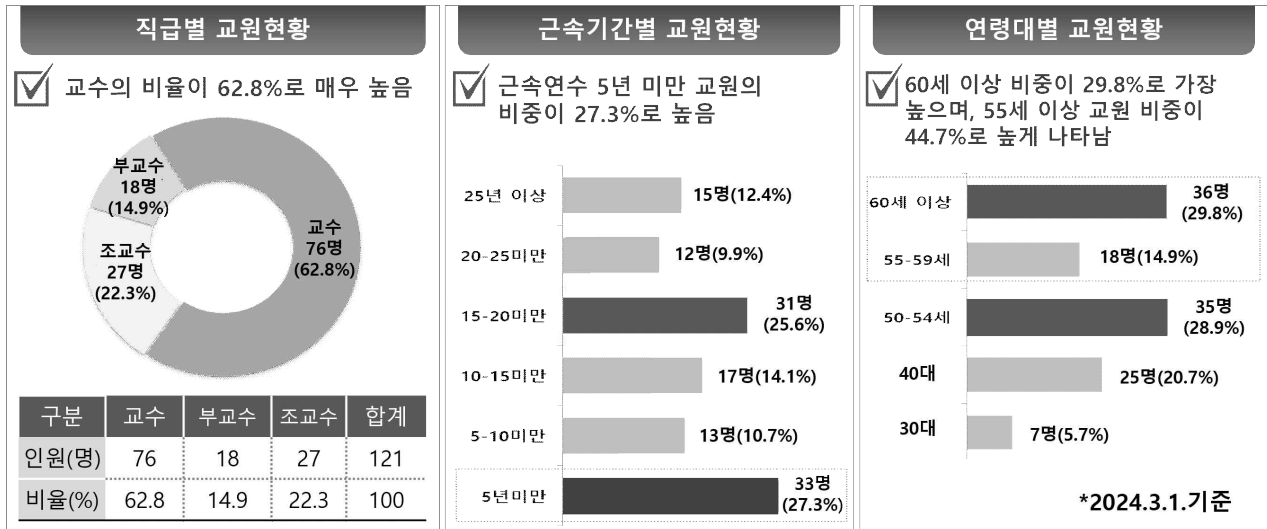 직급별 교원현황
교수의 비율이 62.8%로 매우 높음
부교수
18명
(14.9%)
교수
76명
(62.8%)
조교수
27명
(22.3%)
구분 교수 부교수 조교수 합계
인원(명) 76 18 27 121
비율(%) 62.8 14.9 22.3 100
근속기간별 교원현황
근속연수 5년 미만 교원의
비중이 27.3%로 높음
25년 이상 15명(12.4%)
20-25미만 12명(9.9%)
15-20미만 31명
(25.6%)
10-15미만 17명(14.1%)
5-10미만 13명(10.7%)
5년미만 33명
(27.3%)
연령대별 교원현황
60세 이상 비중이 29.8%로 가장
높으며, 55세 이상 교원 비중이
44.7%로 높게 나타남
60세 이상 36명
(29.8%)
55-59세 18명(14.9%)
50-54세 35명
(28.9%)
40대 25명(20.7%)
30대 7명(5.7%)
*2024.3.1.기준